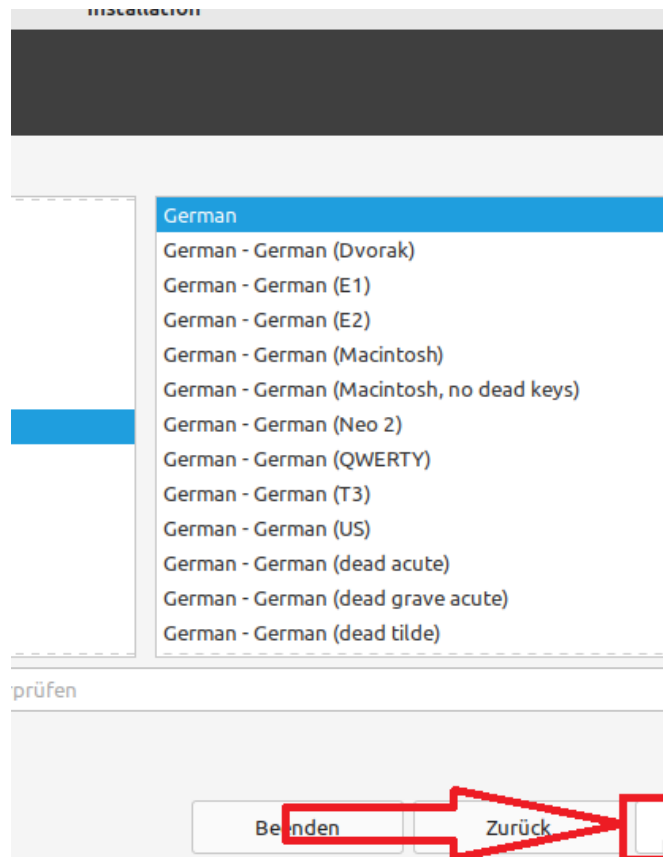 Installation
German
German - German (Dvorak)
German - German (E1)
German - German (E2)
German - German (Macintosh)
German - German (Macintosh, no dead keys)
German - German (Neo 2)
German - German (QWERTY)
German - German (T3)
German - German (US)
German - German (dead acute)
German - German (dead grave acute)
German - German (dead tilde)
rprüfen
Beenden Zurück